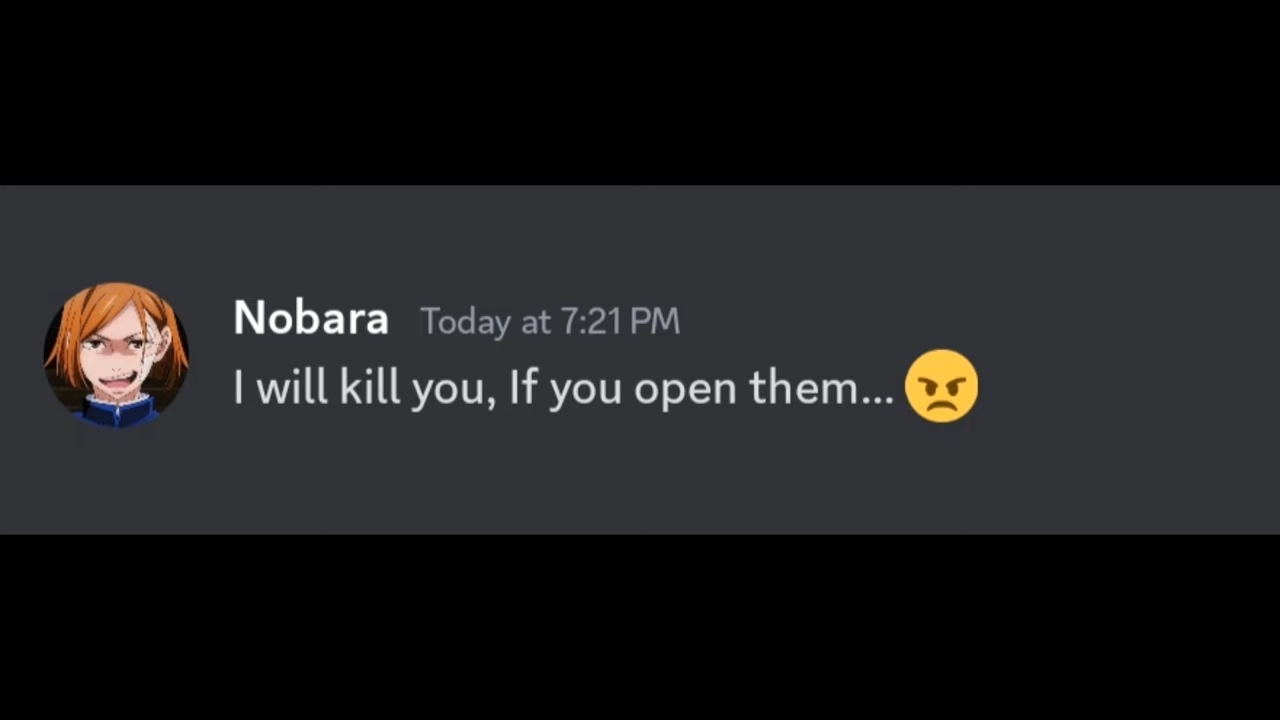 Nobara Today at 7:21 PM
I will kill you, If you open them... 😠